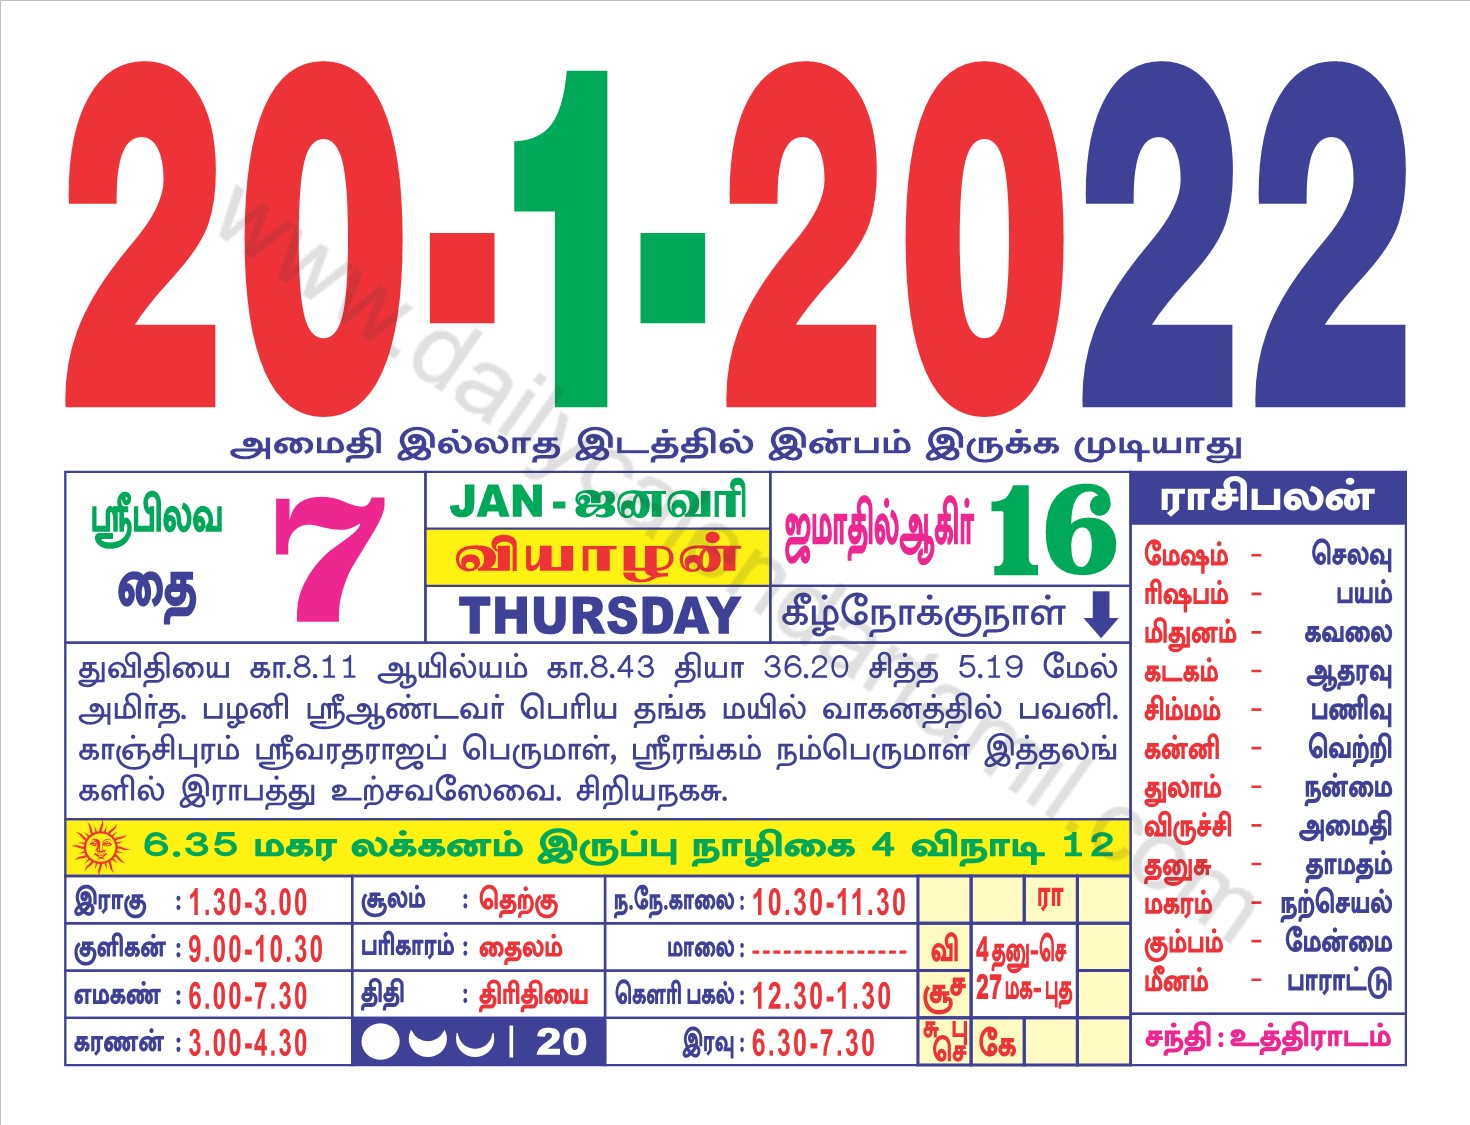 20-1-2022
அமைதி இல்லாத இடத்தில் இன்பம் இருக்க முடியாது
ஸ்ரீபிலவ
தை
7
JAN - ஜனவரி
வியாழன்
THURSDAY
ஜமாதில்ஆகிர் 16
கீழ்நோக்குநாள்
துவிதியை கா.8.11 ஆயில்யம் கா.8.43 தியா 36.20 சித்த 5.19 மேல்
அமிர்த. பழனி ஸ்ரீஆண்டவர் பெரிய தங்க மயில் வாகனத்தில் பவனி.
காஞ்சிபுரம் ஸ்ரீவரதராஜப் பெருமாள், ஸ்ரீரங்கம் நம்பெருமாள் இத்தலங்
களில் இராபத்து உற்சவஸேவை. சிறியநகசு.
6.35 மகர லக்கனம் இருப்பு நாழிகை 4 விநாடி 12
இராகு : 1.30-3.00
குளிகன் : 9.00-10.30
எமகண் : 6.00-7.30
கரணன் : 3.00-4.30
சூலம் : தெற்கு
பரிகாரம் : தைலம்
திதி : திரிதியை
20
ந.நே.காலை : 10.30-11.30
மாலை : ---------------
கௌரி பகல் : 12.30-1.30
இரவு : 6.30-7.30
ரா
வி
4 தனு-செ
27 மக- புத
சூ ச
சு பு
செ
கே
ராசிபலன்
மேஷம் - செலவு
ரிஷபம் - பயம்
மிதுனம் - கவலை
கடகம் - ஆதரவு
சிம்மம் - பணிவு
கன்னி - வெற்றி
துலாம் - நன்மை
விருச்சி - அமைதி
தனுசு - தாமதம்
மகரம் - நற்செயல்
கும்பம் - மேன்மை
மீனம் - பாராட்டு
சந்தி : உத்திராடம்
www.dailycalendartamil.com